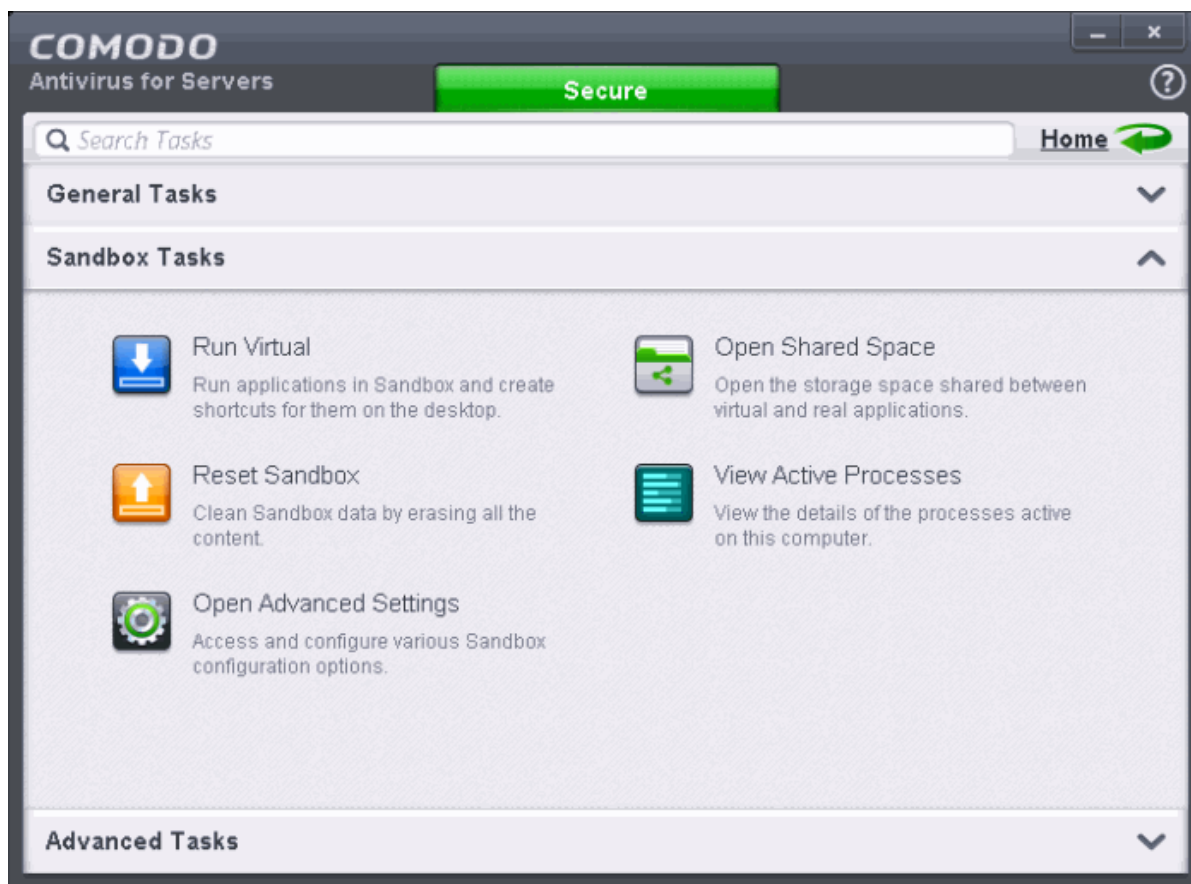 COMODO
Antivirus for Servers
Secure
?
Search Tasks
Home
General Tasks
Sandbox Tasks
Run Virtual
Run applications in Sandbox and create
shortcuts for them on the desktop.
Open Shared Space
Open the storage space shared between
virtual and real applications.
Reset Sandbox
Clean Sandbox data by erasing all the
content.
View Active Processes
View the details of the processes active
on this computer.
Open Advanced Settings
Access and configure various Sandbox
configuration options.
Advanced Tasks